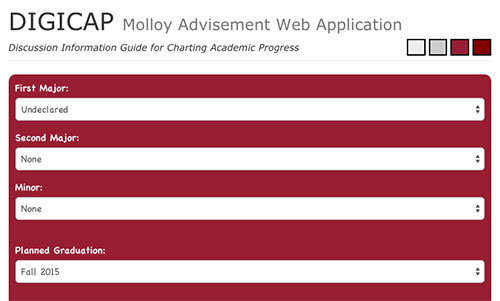 DIGICAP Molloy Advisement Web Application
Discussion Information Guide for Charting Academic Progress
First Major:
Undeclared
Second Major:
None
Minor:
None
Planned Graduation:
Fall 2015